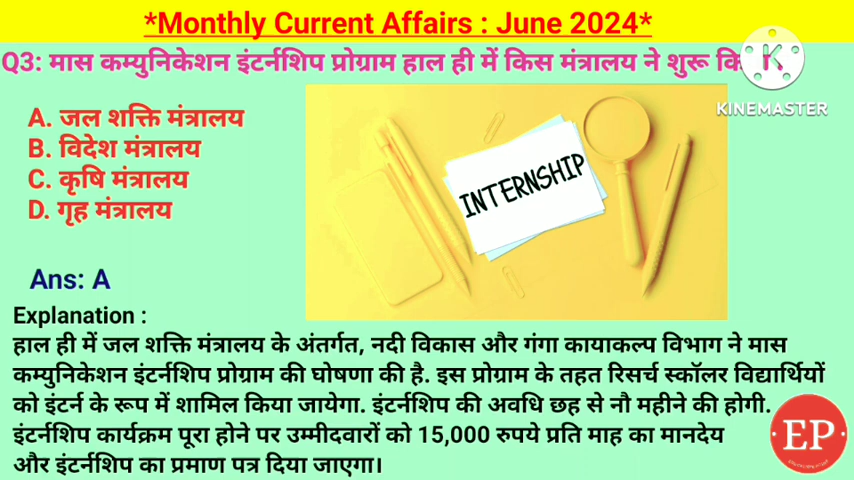 *Monthly Current Affairs : June 2024*
Q3: मास कम्युनिकेशन इंटर्नशिप प्रोग्राम हाल ही में किस मंत्रालय ने शुरू
KINEMASTER
A. जल शक्ति मंत्रालय
B. विदेश मंत्रालय
C. कृषि मंत्रालय
D. गृह मंत्रालय
INTERNSHIP
Ans: A
Explanation :
हाल ही में जल शक्ति मंत्रालय के अंतर्गत, नदी विकास और गंगा कायाकल्प विभाग ने मास
कम्युनिकेशन इंटर्नशिप प्रोग्राम की घोषणा की है. इस प्रोग्राम के तहत रिसर्च स्कॉलर विद्यार्थियों
को इंटर्न के रूप में शामिल किया जायेगा. इंटर्नशिप की अवधि छह से नौ महीने की होगी.
इंटर्नशिप कार्यक्रम पूरा होने पर उम्मीदवारों को 15,000 रुपये प्रति माह का मानदेय
और इंटर्नशिप का प्रमाण पत्र दिया जाएगा।
EP